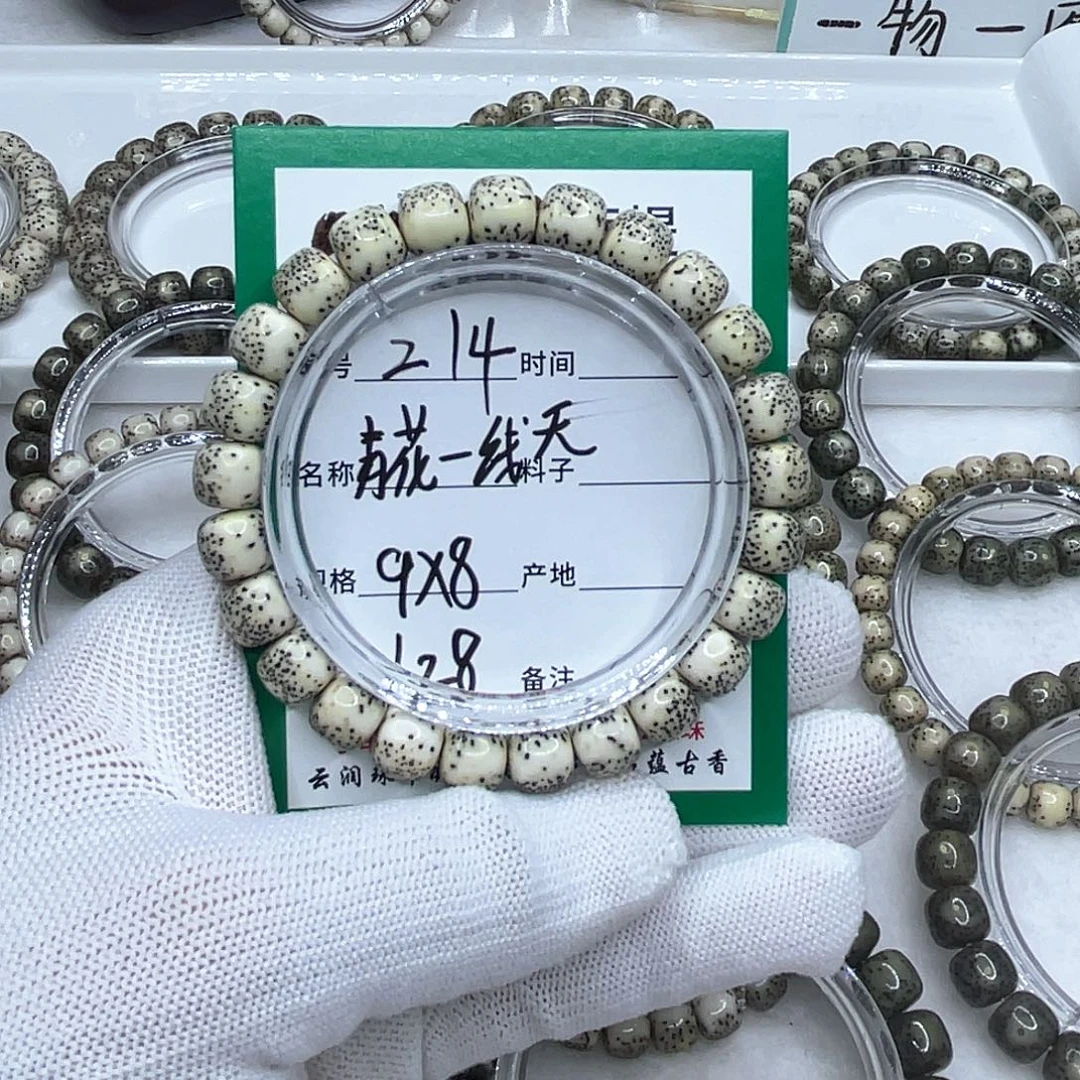 一物一
号 214 时间
名称 青花一线天 料子
规格 9X8 产地
128 备注
云润珠 蕴古香